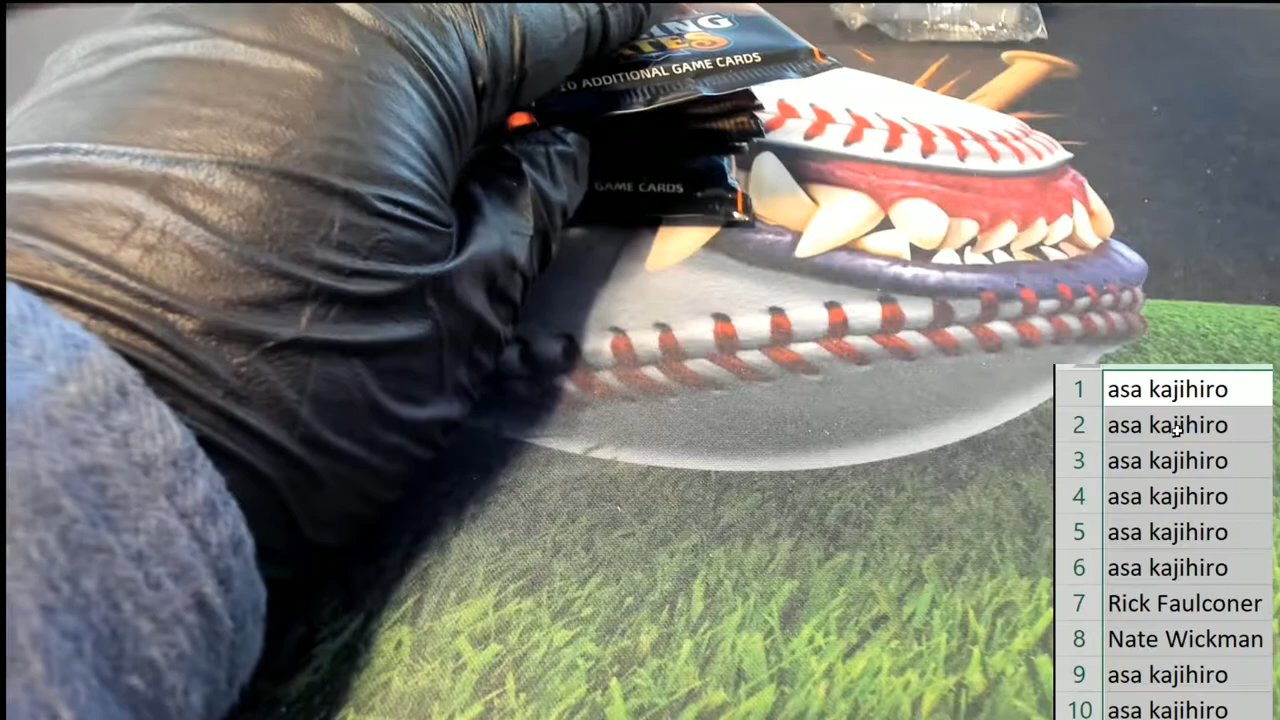 10 ADDITIONAL GAME CARDS
GAME CARDS
1 asa kajihiro
2 asa kajihiro
3 asa kajihiro
4 asa kajihiro
5 asa kajihiro
6 asa kajihiro
7 Rick Faulconer
8 Nate Wickman
9 asa kajihiro
10 asa kajihiro